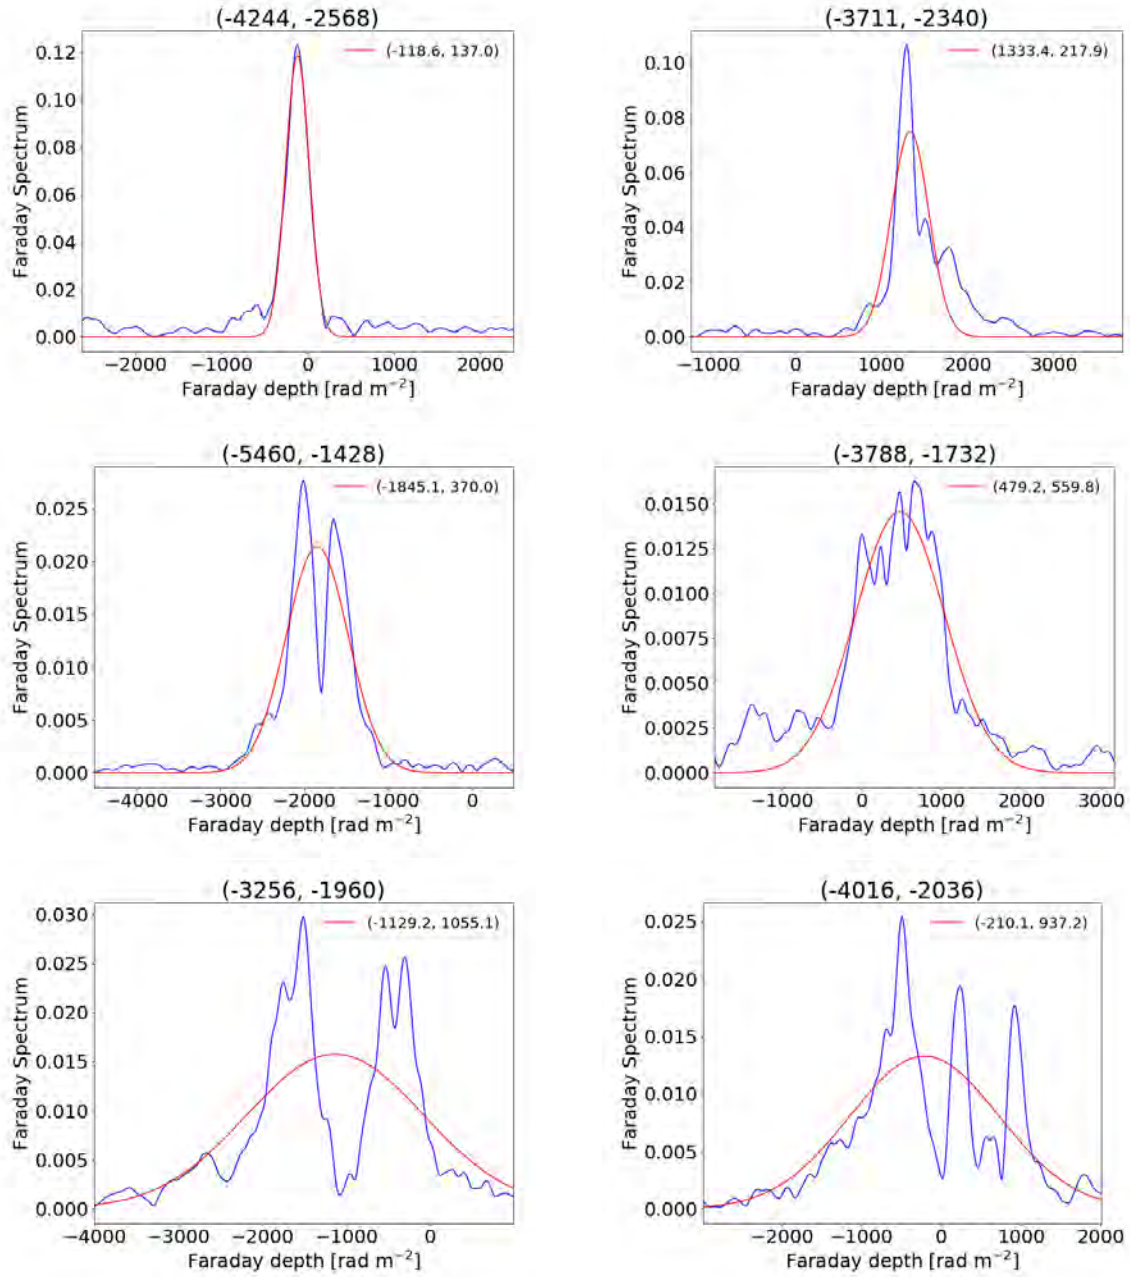 (-4244, -2568)
(-118.6, 137.0)
0.12
0.10
0.08
0.06
0.04
0.02
0.00
Faraday Spectrum
−2000 −1000 0 1000 2000
Faraday depth [rad m⁻²]
(-3711, -2340)
(1333.4, 217.9)
0.10
0.08
0.06
0.04
0.02
0.00
Faraday Spectrum
−1000 0 1000 2000 3000
Faraday depth [rad m⁻²]
(-5460, -1428)
(-1845.1, 370.0)
0.025
0.020
0.015
0.010
0.005
0.000
Faraday Spectrum
−4000 −3000 −2000 −1000 0
Faraday depth [rad m⁻²]
(-3788, -1732)
(479.2, 559.8)
0.0150
0.0125
0.0100
0.0075
0.0050
0.0025
0.0000
Faraday Spectrum
−1000 0 1000 2000 3000
Faraday depth [rad m⁻²]
(-3256, -1960)
(-1129.2, 1055.1)
0.030
0.025
0.020
0.015
0.010
0.005
0.000
Faraday Spectrum
−4000 −3000 −2000 −1000 0
Faraday depth [rad m⁻²]
(-4016, -2036)
(-210.1, 937.2)
0.025
0.020
0.015
0.010
0.005
0.000
Faraday Spectrum
−2000 −1000 0 1000 2000
Faraday depth [rad m⁻²]